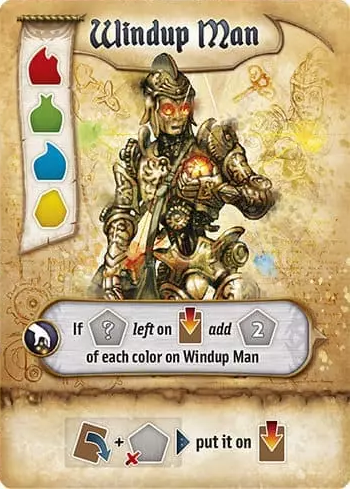 Windup Man
If ? left on add 2
of each color on Windup Man
+ put it on